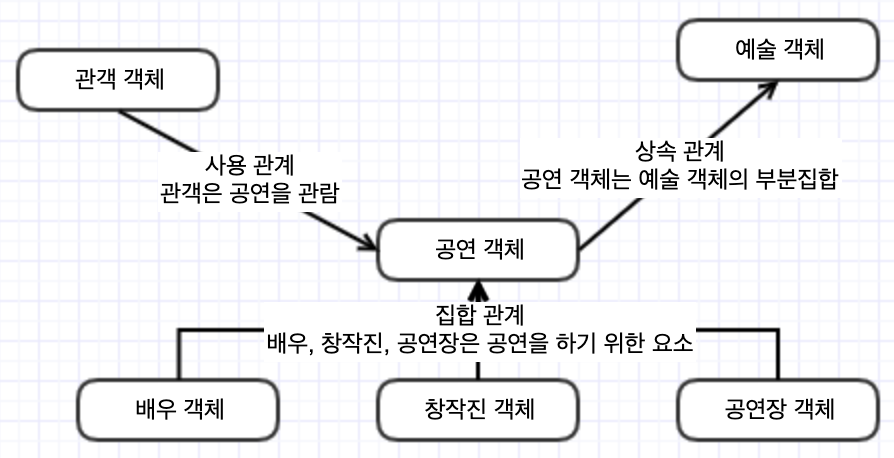 예술 객체
관객 객체
상속 관계
공연 객체는 예술 객체의 부분집합
사용 관계
관객은 공연을 관람
공연 객체
집합 관계
배우, 창작진, 공연장은 공연을 하기 위한 요소
배우 객체
창작진 객체
공연장 객체